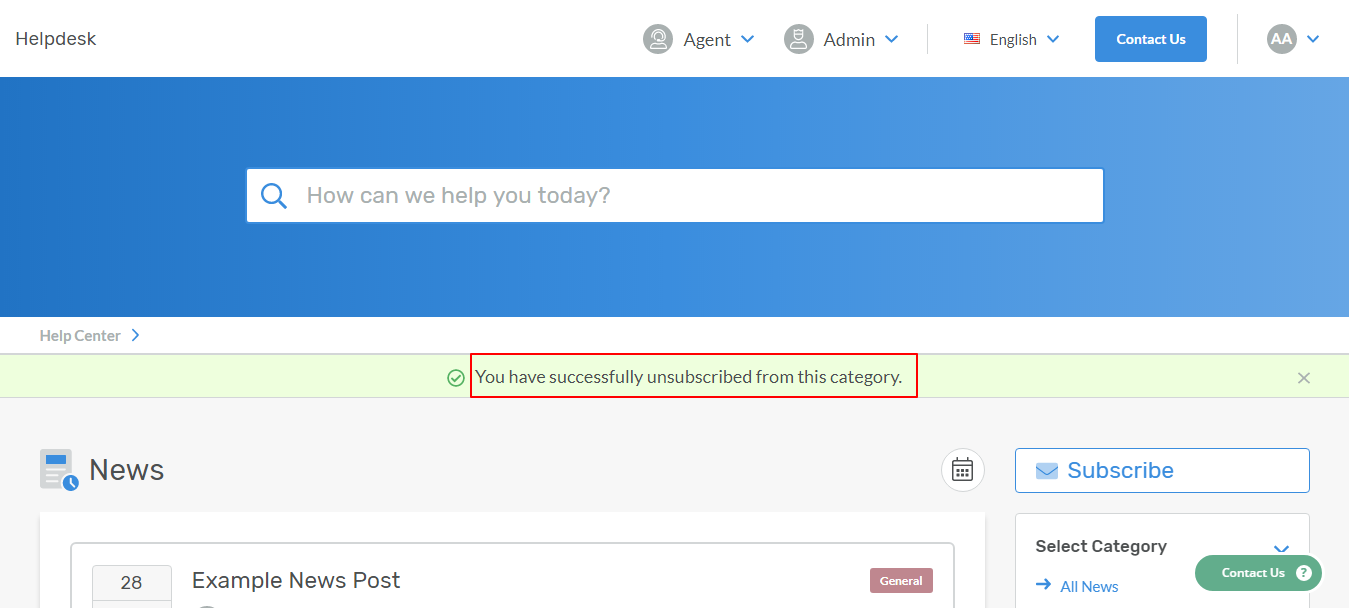 Helpdesk
Agent
Admin
English
Contact Us
AA
How can we help you today?
Help Center
You have successfully unsubscribed from this category.
News
Subscribe
28
Example News Post
General
Select Category
All News
Contact Us ?